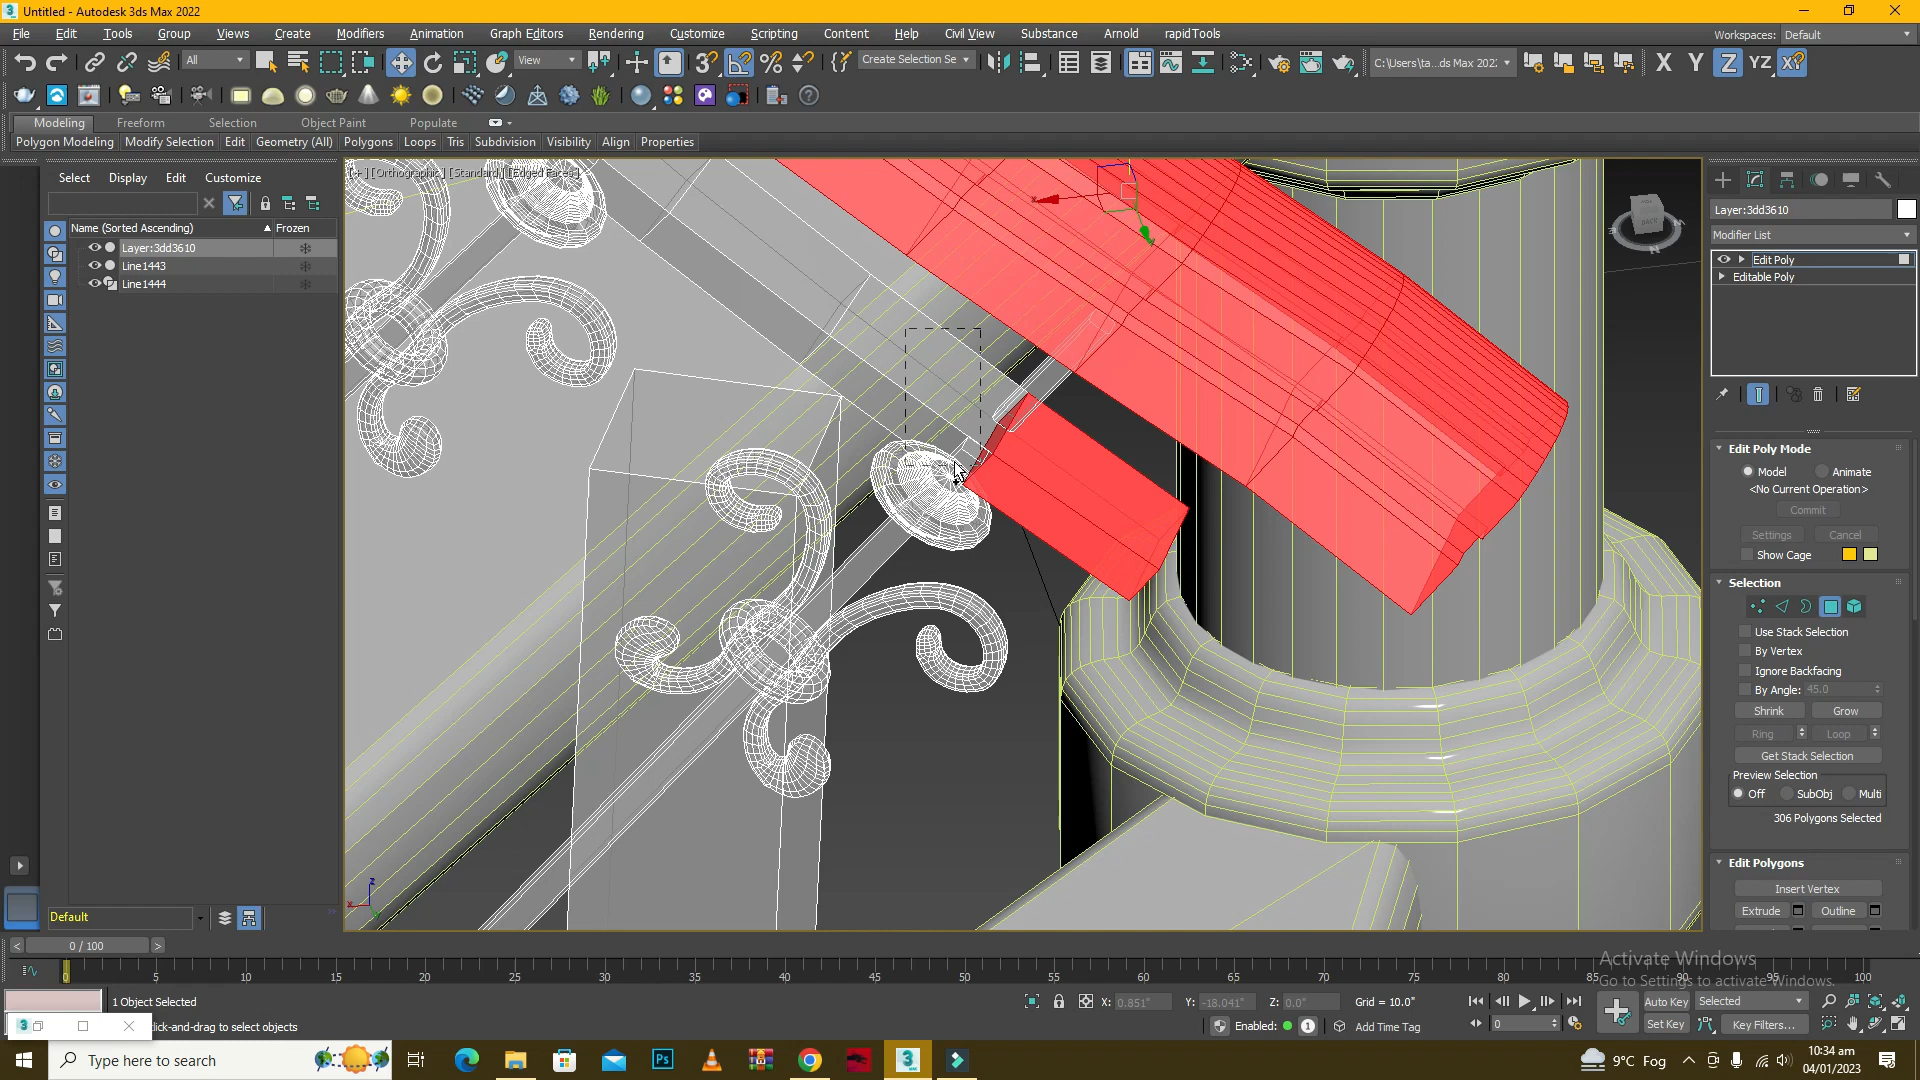 Untitled - Autodesk 3ds Max 2022
File Edit Tools Group Views Create Modifiers Animation Graph Editors Rendering Customize Scripting Content Help Civil View Substance Arnold rapidTools
Workspaces: Default
All View Create Selection Se C:\Users\ta...ds Max 202: X Y Z YZ XY
Modeling Freeform Selection Object Paint Populate
Polygon Modeling Modify Selection Edit Geometry (All) Polygons Loops Tris Subdivision Visibility Align Properties
Select Display Edit Customize
Name (Sorted Ascending) Frozen
Layer:3dd3610
Line1443
Line1444
[+] [Orthographic] [Standard] [Edged Faces]
BACK
Layer:3dd3610
Modifier List
Edit Poly
Editable Poly
Edit Poly Mode
Model Animate
<No Current Operation>
Commit
Settings Cancel
Show Cage
Selection
Use Stack Selection
By Vertex
Ignore Backfacing
By Angle: 45.0
Shrink Grow
Ring Loop
Get Stack Selection
Preview Selection
Off SubObj Multi
306 Polygons Selected
Edit Polygons
Insert Vertex
Extrude Outline
Default
0 / 100
0 5 10 15 20 25 30 35 40 45 50 55 60 65 70 75 80 85 90 95 100
Activate Windows
Go to Settings to activate Windows.
1 Object Selected
click-and-drag to select objects
X: 0.851" Y: -18.041" Z: 0.0" Grid = 10.0"
Enabled: 1 Add Time Tag
0
Auto Key Selected
Set Key Key Filters...
Type here to search
9°C Fog
10:34 am
04/01/2023